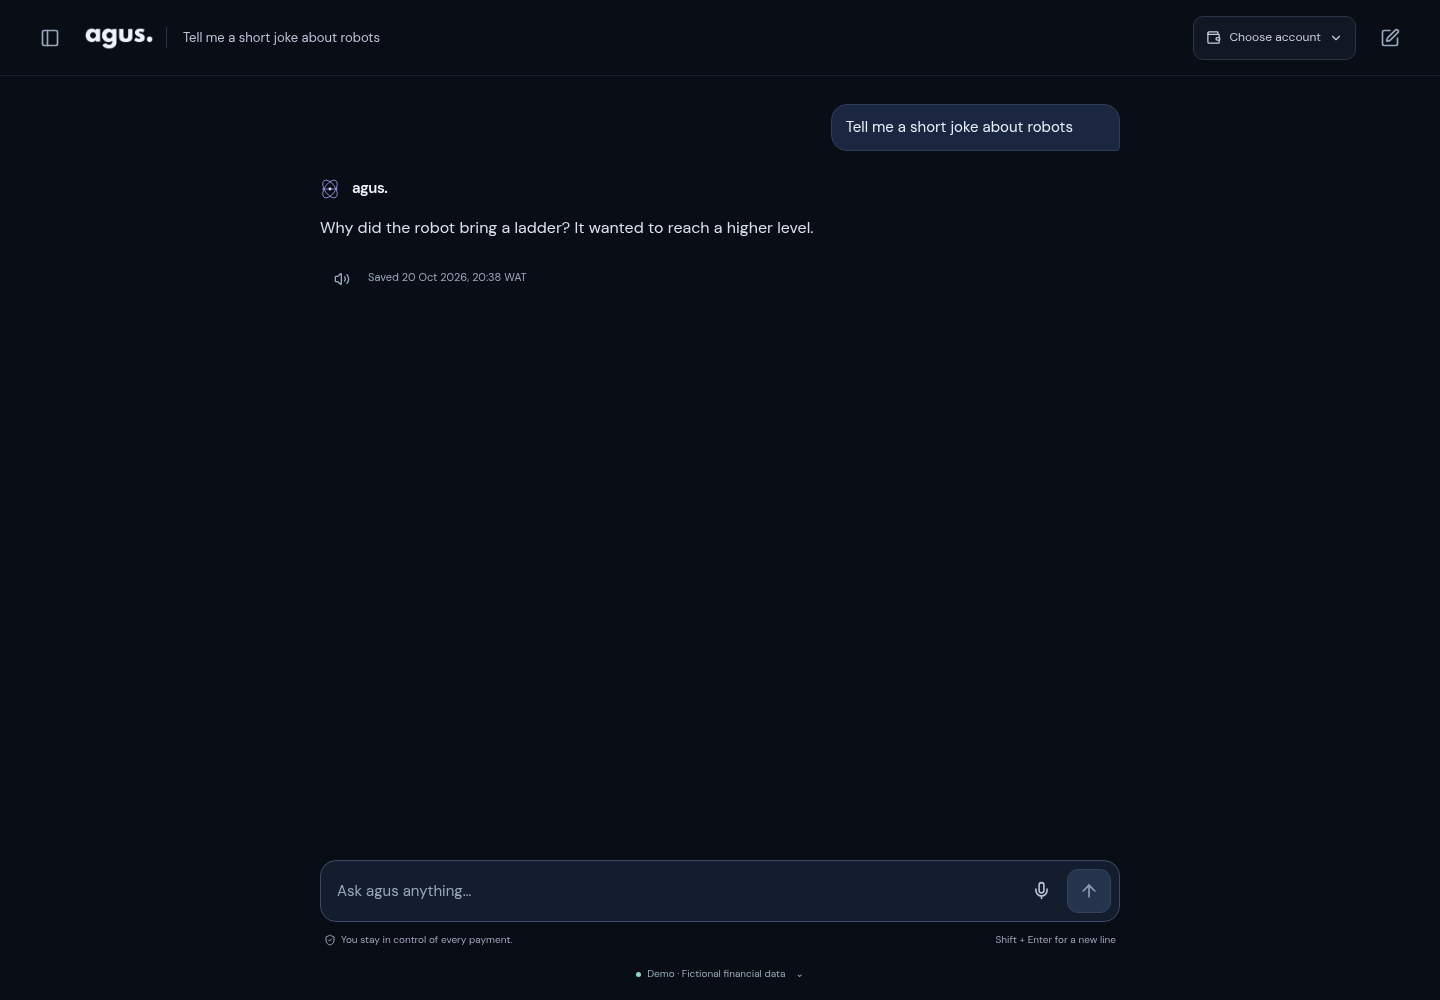 agus.
Tell me a short joke about robots
Choose account
Tell me a short joke about robots
agus.
Why did the robot bring a ladder? It wanted to reach a higher level.
Saved 20 Oct 2026, 20:38 WAT
Ask agus anything...
You stay in control of every payment.
Shift + Enter for a new line
Demo · Fictional financial data